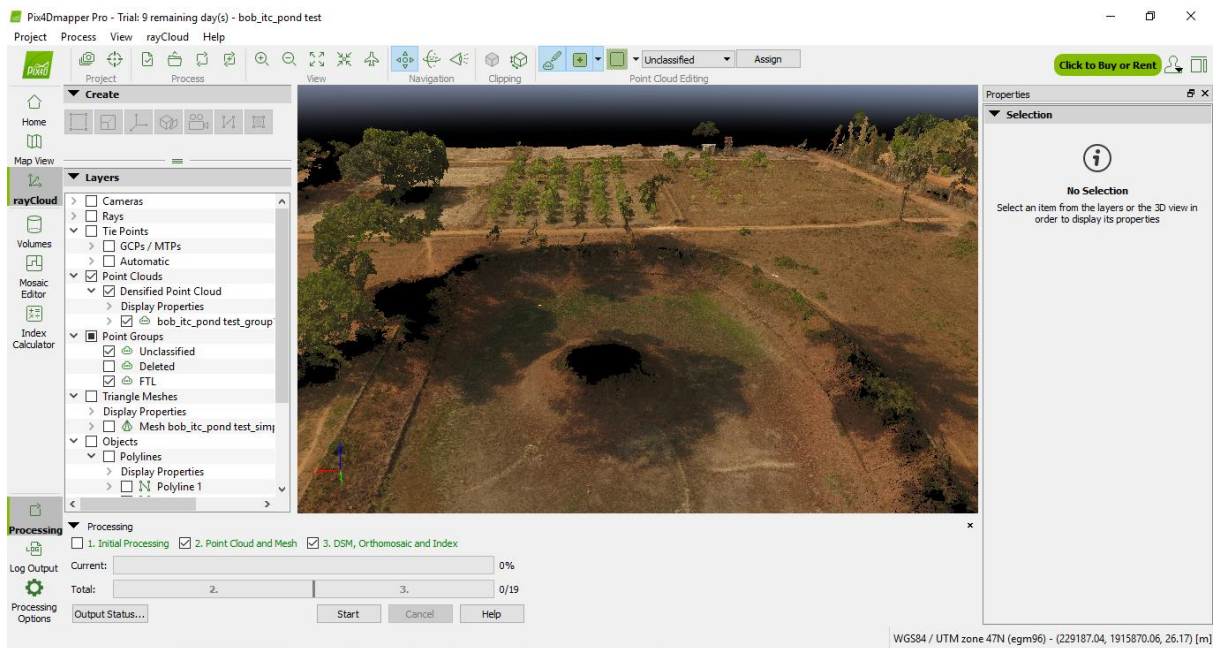 Pix4Dmapper Pro - Trial: 9 remaining day(s) - bob_itc_pond test
Project Process View rayCloud Help
PIX4D
Project Process View Navigation Clipping Point Cloud Editing
Unclassified Assign
Click to Buy or Rent
Home
Map View
rayCloud
Volumes
Mosaic
Editor
Index
Calculator
Processing
Log Output
Processing
Options
Create
Layers
Cameras
Rays
Tie Points
GCPs / MTPs
Automatic
Point Clouds
Densified Point Cloud
Display Properties
bob_itc_pond test_group
Point Groups
Unclassified
Deleted
FTL
Triangle Meshes
Display Properties
Mesh bob_itc_pond test_simp
Objects
Polylines
Display Properties
Polyline 1
Properties
Selection
No Selection
Select an item from the layers or the 3D view in
order to display its properties
Processing
1. Initial Processing 2. Point Cloud and Mesh 3. DSM, Orthomosaic and Index
Current: 0%
Total: 2. 3. 0/19
Output Status... Start Cancel Help
WGS84 / UTM zone 47N (egm96) - (229187.04, 1915870.06, 26.17) [m]